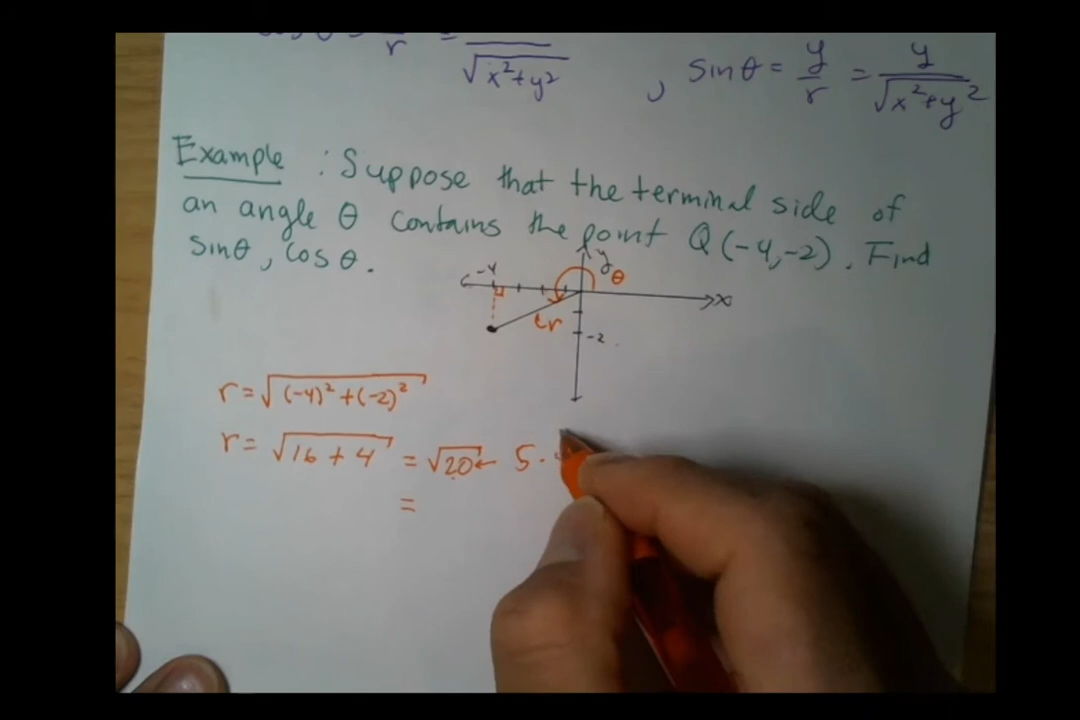 r = √x²+y² , sinθ = y/r = y/√x²+y²
Example : Suppose that the terminal side of
an angle θ contains the point Q(-4,-2). Find
sinθ, cosθ.
y θ
-4
x
r
-2
r = √(-4)²+(-2)²
r = √16+4 = √20 ← 5 ·
=